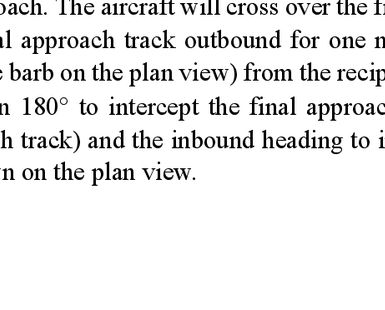 oach. The aircraft will cross over the fi
al approach track outbound for one m
e barb on the plan view) from the recip
n 180° to intercept the final approac
h track) and the inbound heading to i
n on the plan view.